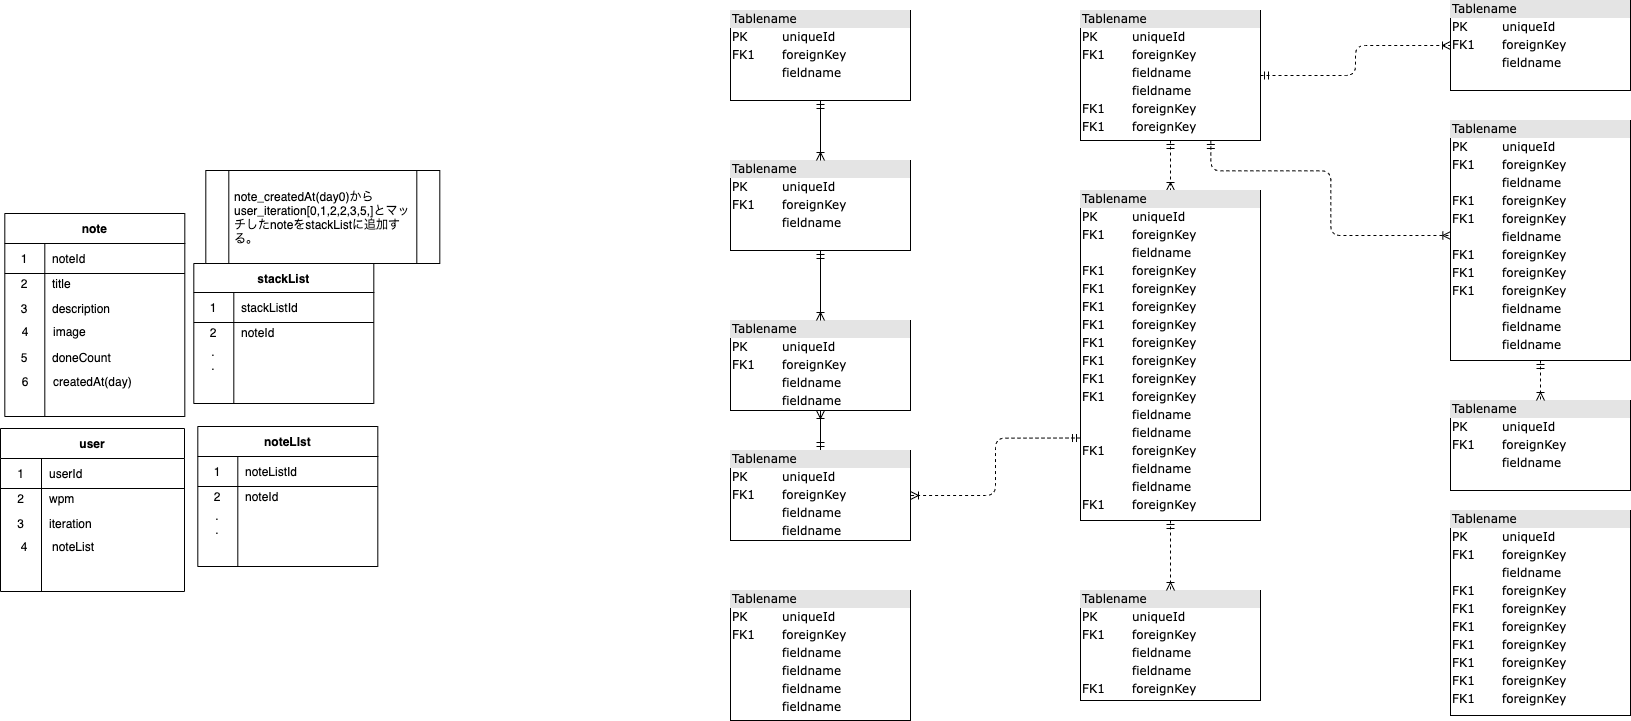 note_createdAt(day0)から
user_iteration[0,1,2,2,3,5,]とマッ
チしたnoteをstackListに追加す
る。
note
1 noteId
2 title
3 description
4 image
5 doneCount
6 createdAt(day)
stackList
1 stackListId
2 noteId
.
.
user
1 userId
2 wpm
3 iteration
4 noteList
noteLIst
1 noteListId
2 noteId
.
.
Tablename
PK uniqueId
FK1 foreignKey
fieldname
Tablename
PK uniqueId
FK1 foreignKey
fieldname
Tablename
PK uniqueId
FK1 foreignKey
fieldname
fieldname
Tablename
PK uniqueId
FK1 foreignKey
fieldname
fieldname
Tablename
PK uniqueId
FK1 foreignKey
fieldname
fieldname
fieldname
fieldname
Tablename
PK uniqueId
FK1 foreignKey
fieldname
fieldname
FK1 foreignKey
FK1 foreignKey
Tablename
PK uniqueId
FK1 foreignKey
fieldname
FK1 foreignKey
FK1 foreignKey
FK1 foreignKey
FK1 foreignKey
FK1 foreignKey
FK1 foreignKey
FK1 foreignKey
FK1 foreignKey
fieldname
fieldname
FK1 foreignKey
fieldname
fieldname
FK1 foreignKey
Tablename
PK uniqueId
FK1 foreignKey
fieldname
fieldname
FK1 foreignKey
Tablename
PK uniqueId
FK1 foreignKey
fieldname
Tablename
PK uniqueId
FK1 foreignKey
fieldname
FK1 foreignKey
FK1 foreignKey
fieldname
FK1 foreignKey
FK1 foreignKey
FK1 foreignKey
fieldname
fieldname
fieldname
Tablename
PK uniqueId
FK1 foreignKey
fieldname
Tablename
PK uniqueId
FK1 foreignKey
fieldname
FK1 foreignKey
FK1 foreignKey
FK1 foreignKey
FK1 foreignKey
FK1 foreignKey
FK1 foreignKey
FK1 foreignKey